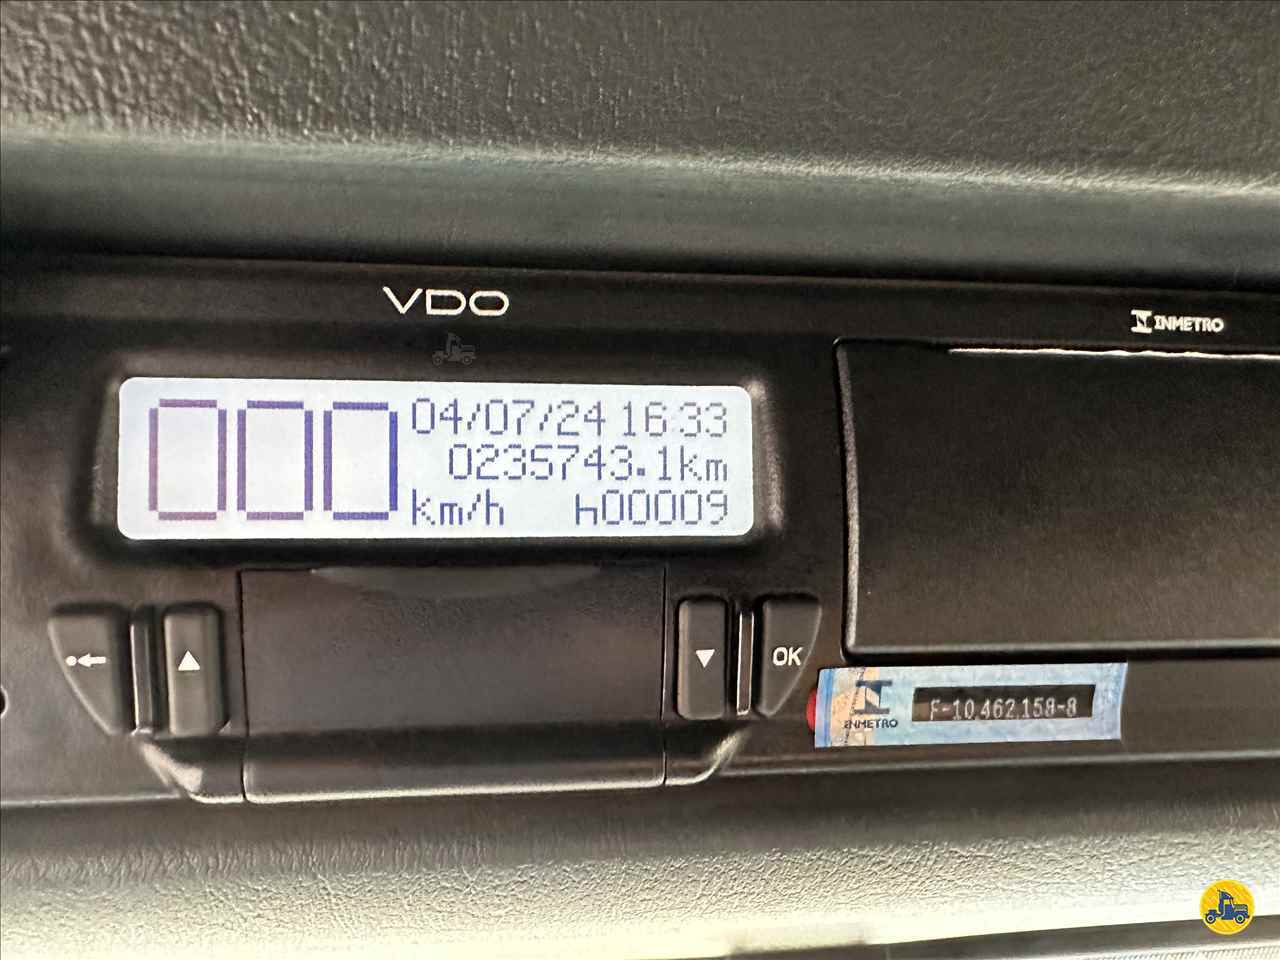 VDO
INMETRO
000
04/07/24 16:33
0235743.1km
km/h h00009
OK
INMETRO
F-10.462.158-8